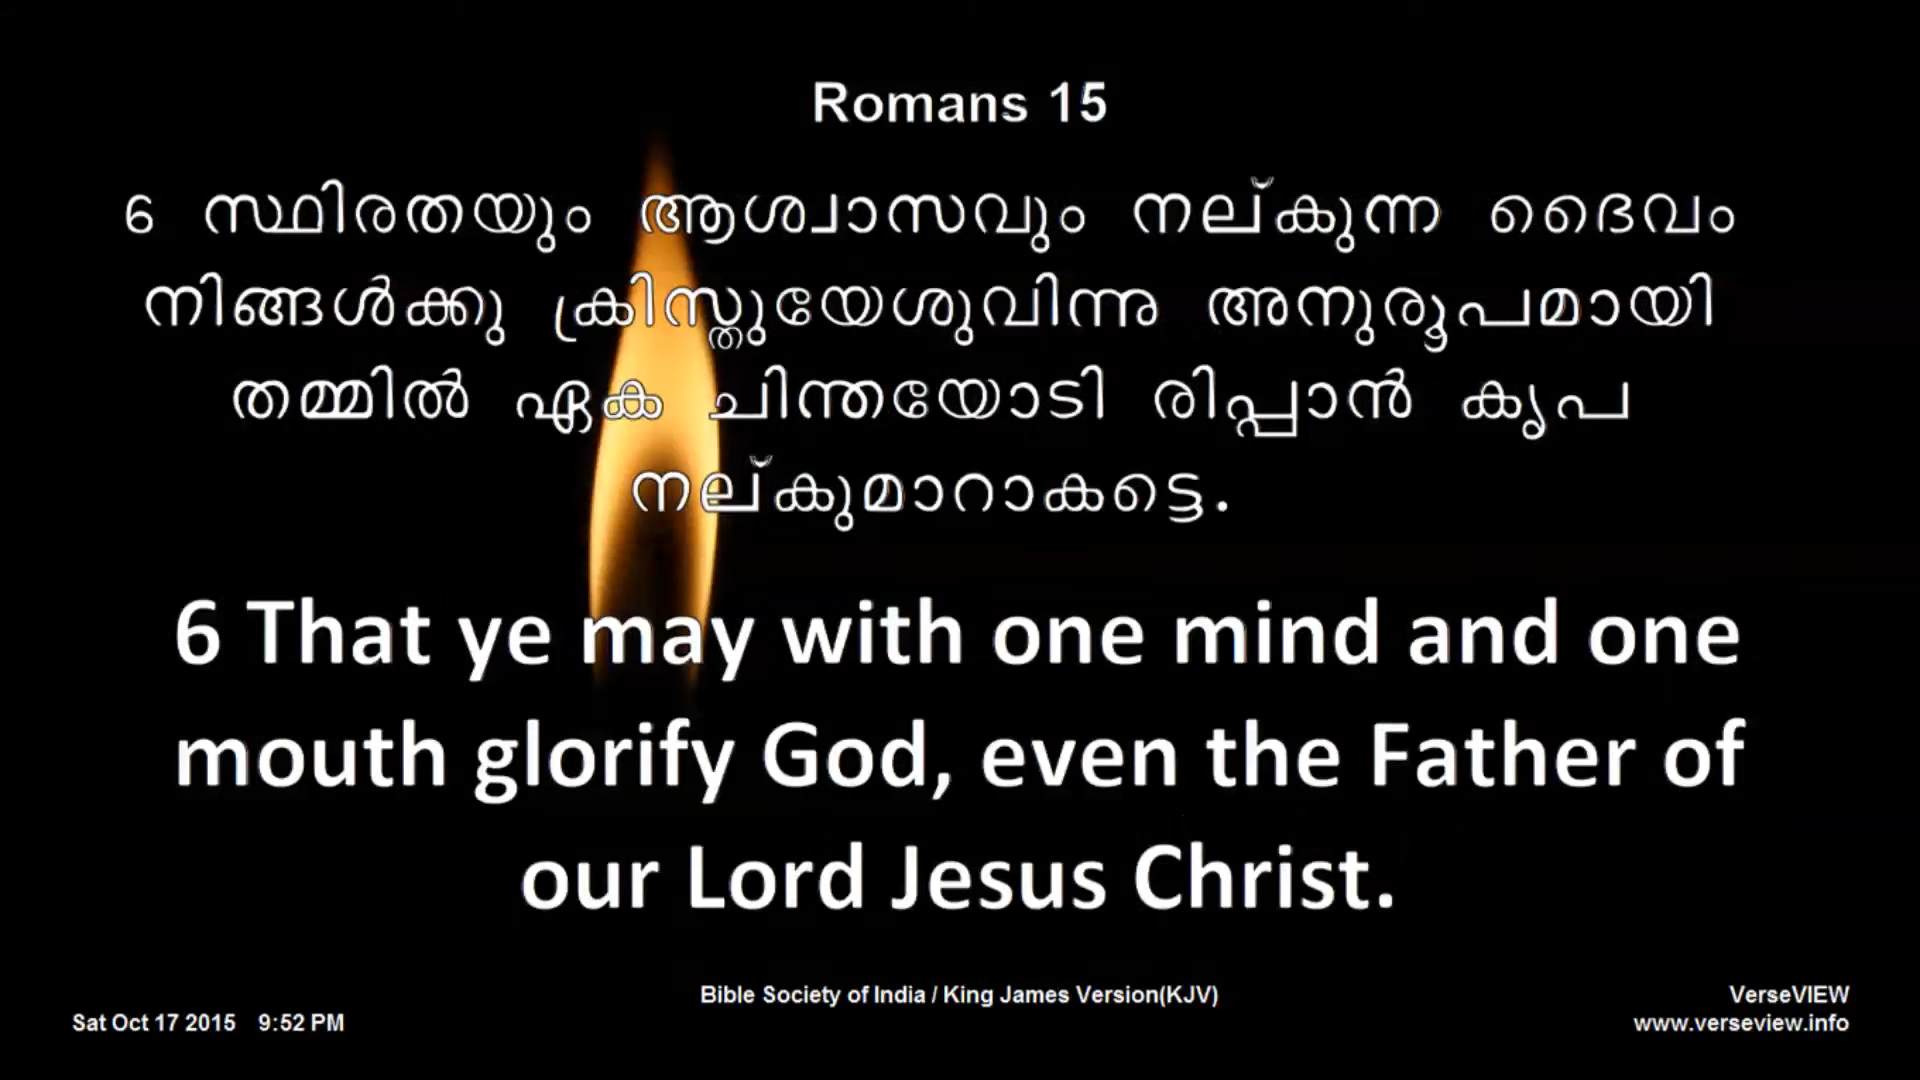 Romans 15
6 സ്ഥിരതയും ആശ്വാസവും നല്കുന്ന ദൈവം
നിങ്ങൾക്കു ക്രിസ്തുയേശുവിന്നു അനുരൂപമായി
തമ്മിൽ ഏക ചിന്തയോടി രിപ്പാൻ കൃപ
നല്കുമാറാകട്ടെ.
6 That ye may with one mind and one
mouth glorify God, even the Father of
our Lord Jesus Christ.
Bible Society of India / King James Version(KJV)
Sat Oct 17 2015 9:52 PM
VerseVIEW
www.verseview.info